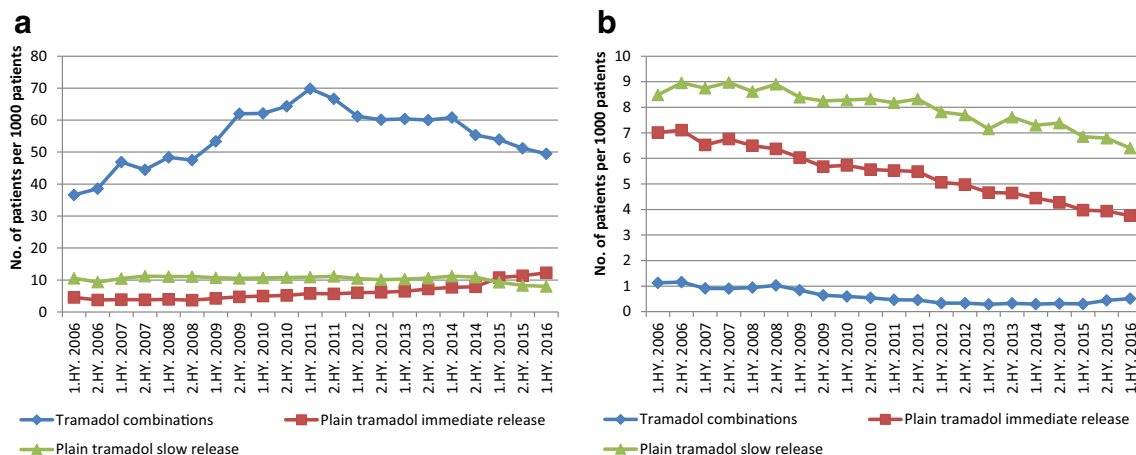 a
No. of patients per 1000 patients
80
70
60
50
40
30
20
10
0
1.HY. 2006
2.HY. 2006
1.HY. 2007
2.HY. 2007
1.HY. 2008
2.HY. 2008
1.HY. 2009
2.HY. 2009
1.HY. 2010
2.HY. 2010
1.HY. 2011
2.HY. 2011
1.HY. 2012
2.HY. 2012
1.HY. 2013
2.HY. 2013
1.HY. 2014
2.HY. 2014
1.HY. 2015
2.HY. 2015
1.HY. 2016
Tramadol combinations
Plain tramadol immediate release
Plain tramadol slow release
b
No. of patients per 1000 patients
10
9
8
7
6
5
4
3
2
1
0
1.HY. 2006
2.HY. 2006
1.HY. 2007
2.HY. 2007
1.HY. 2008
2.HY. 2008
1.HY. 2009
2.HY. 2009
1.HY. 2010
2.HY. 2010
1.HY. 2011
2.HY. 2011
1.HY. 2012
2.HY. 2012
1.HY. 2013
2.HY. 2013
1.HY. 2014
2.HY. 2014
1.HY. 2015
2.HY. 2015
1.HY. 2016
Tramadol combinations
Plain tramadol immediate release
Plain tramadol slow release